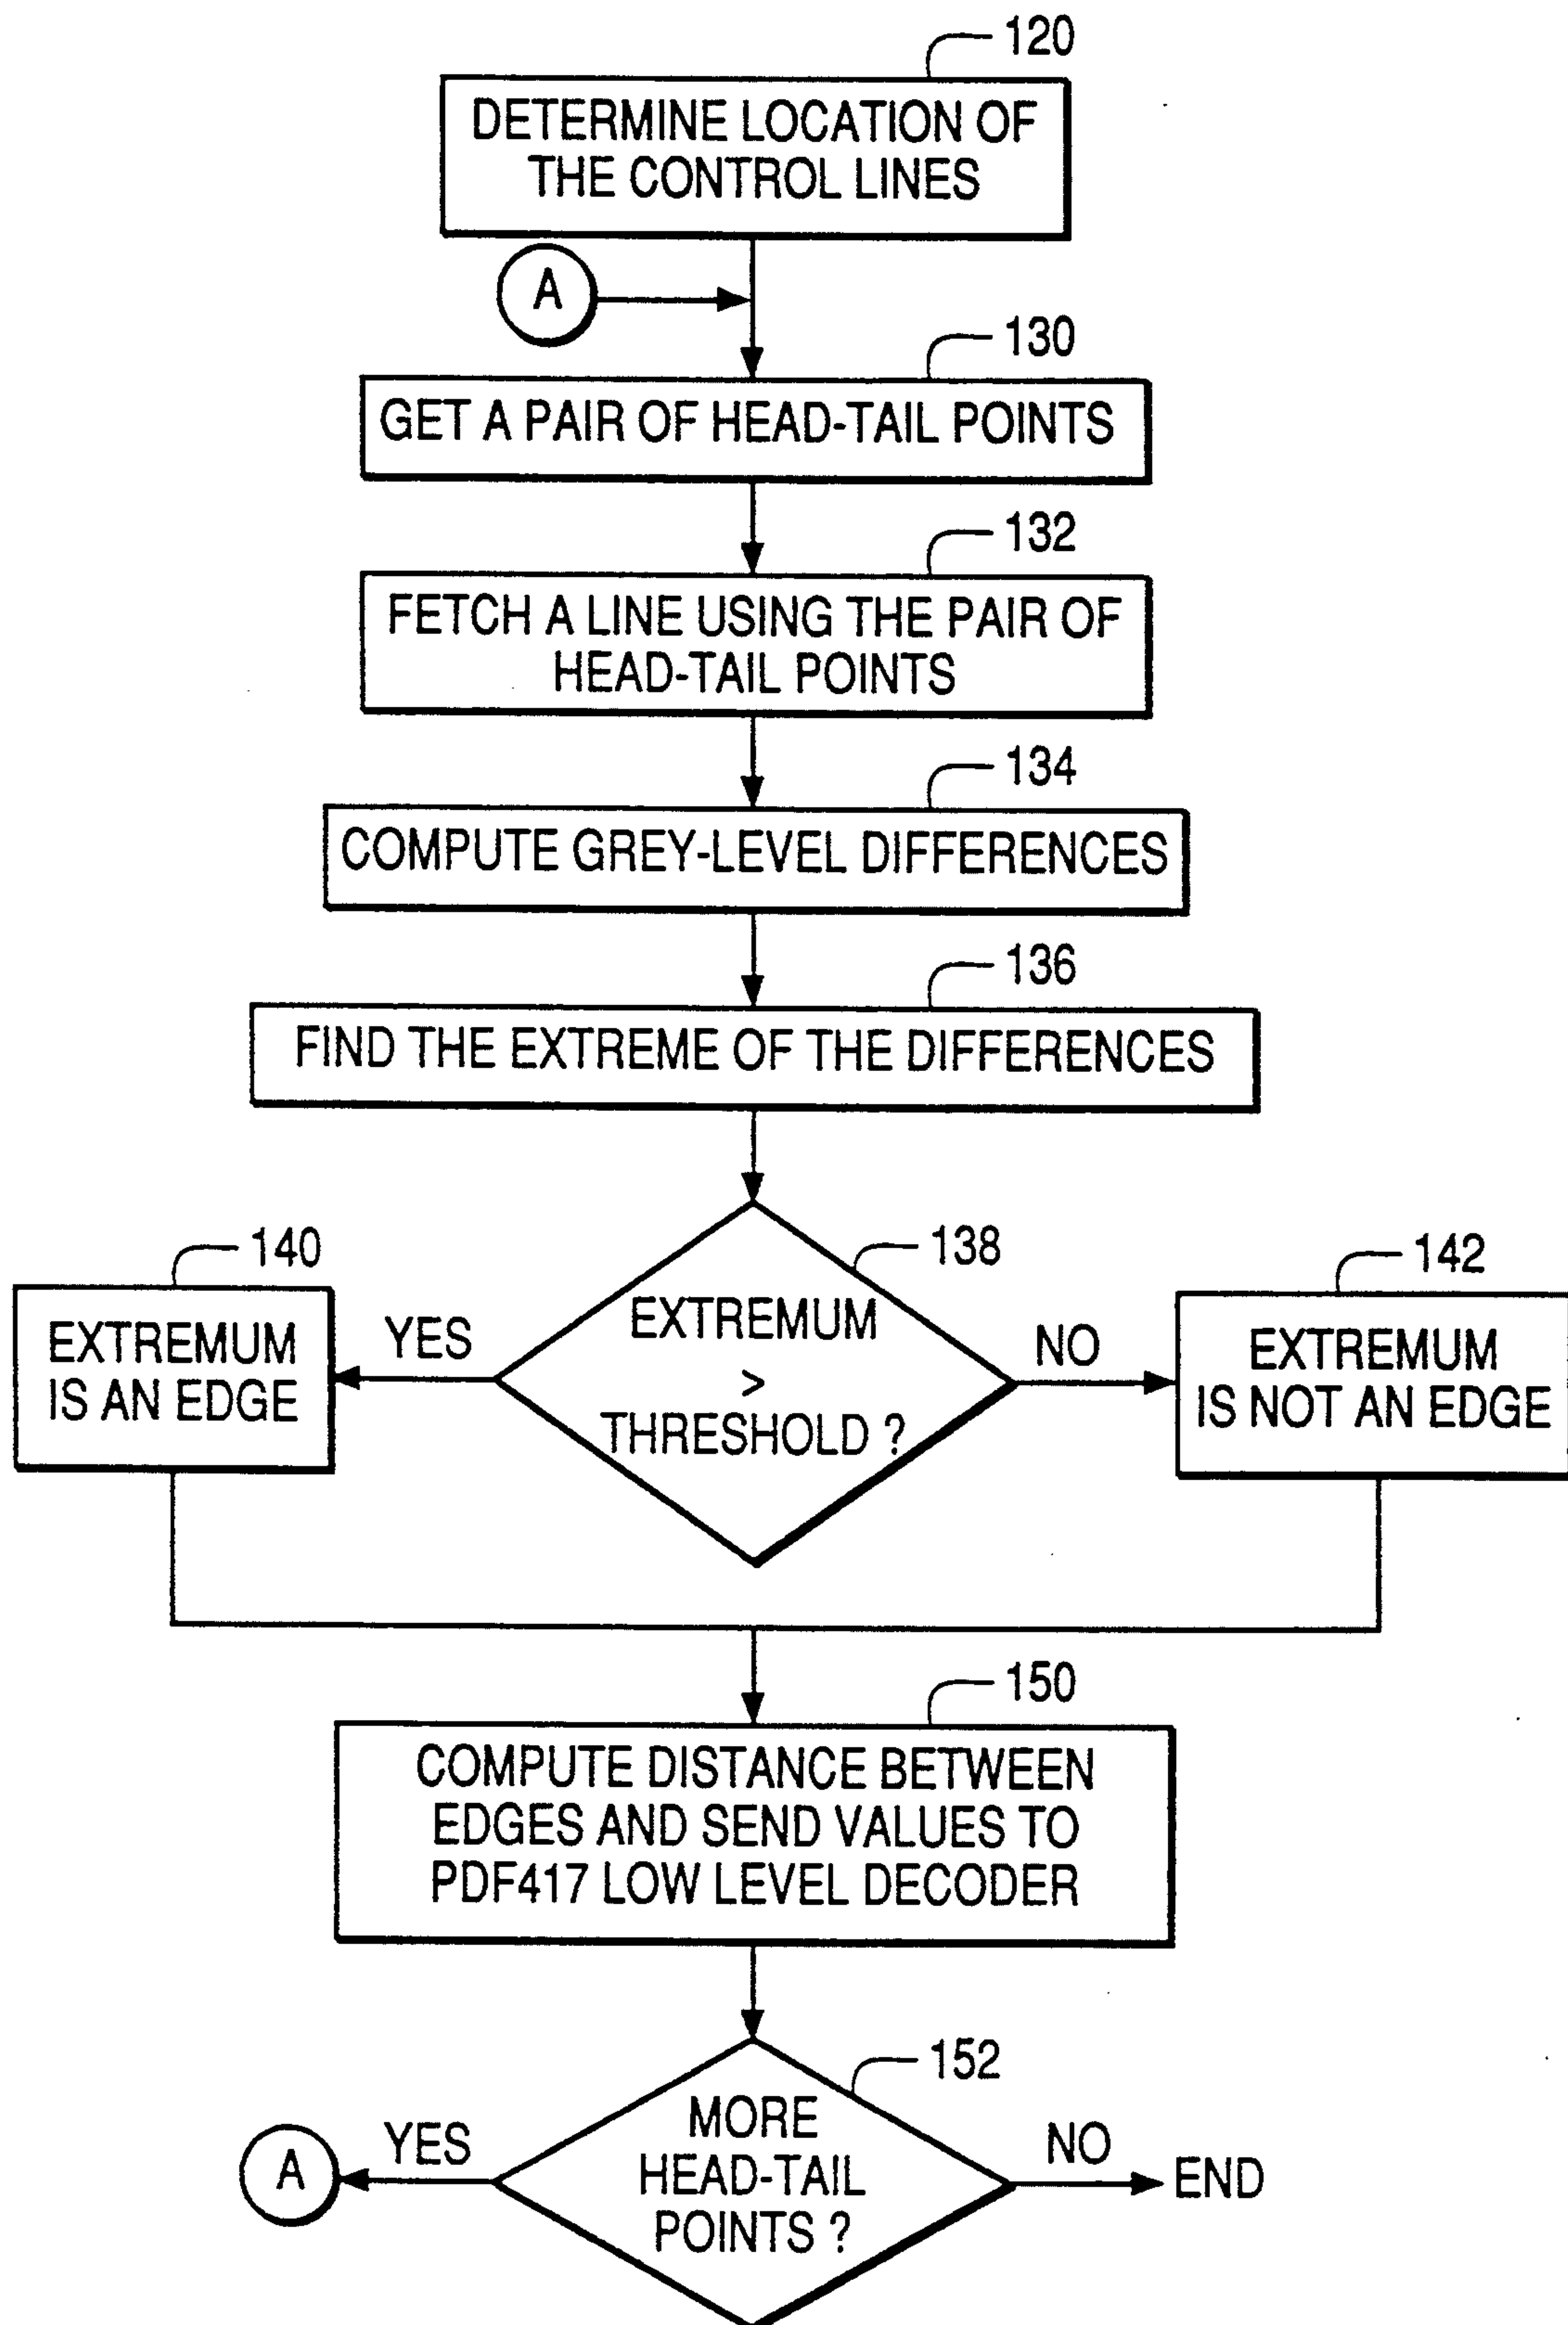 120
DETERMINE LOCATION OF
THE CONTROL LINES
A
130
GET A PAIR OF HEAD-TAIL POINTS
132
FETCH A LINE USING THE PAIR OF
HEAD-TAIL POINTS
134
COMPUTE GREY-LEVEL DIFFERENCES
136
FIND THE EXTREME OF THE DIFFERENCES
138
EXTREMUM
>
THRESHOLD ?
YES
140
EXTREMUM
IS AN EDGE
NO
142
EXTREMUM
IS NOT AN EDGE
150
COMPUTE DISTANCE BETWEEN
EDGES AND SEND VALUES TO
PDF417 LOW LEVEL DECODER
152
MORE
HEAD-TAIL
POINTS ?
YES
A
NO
END